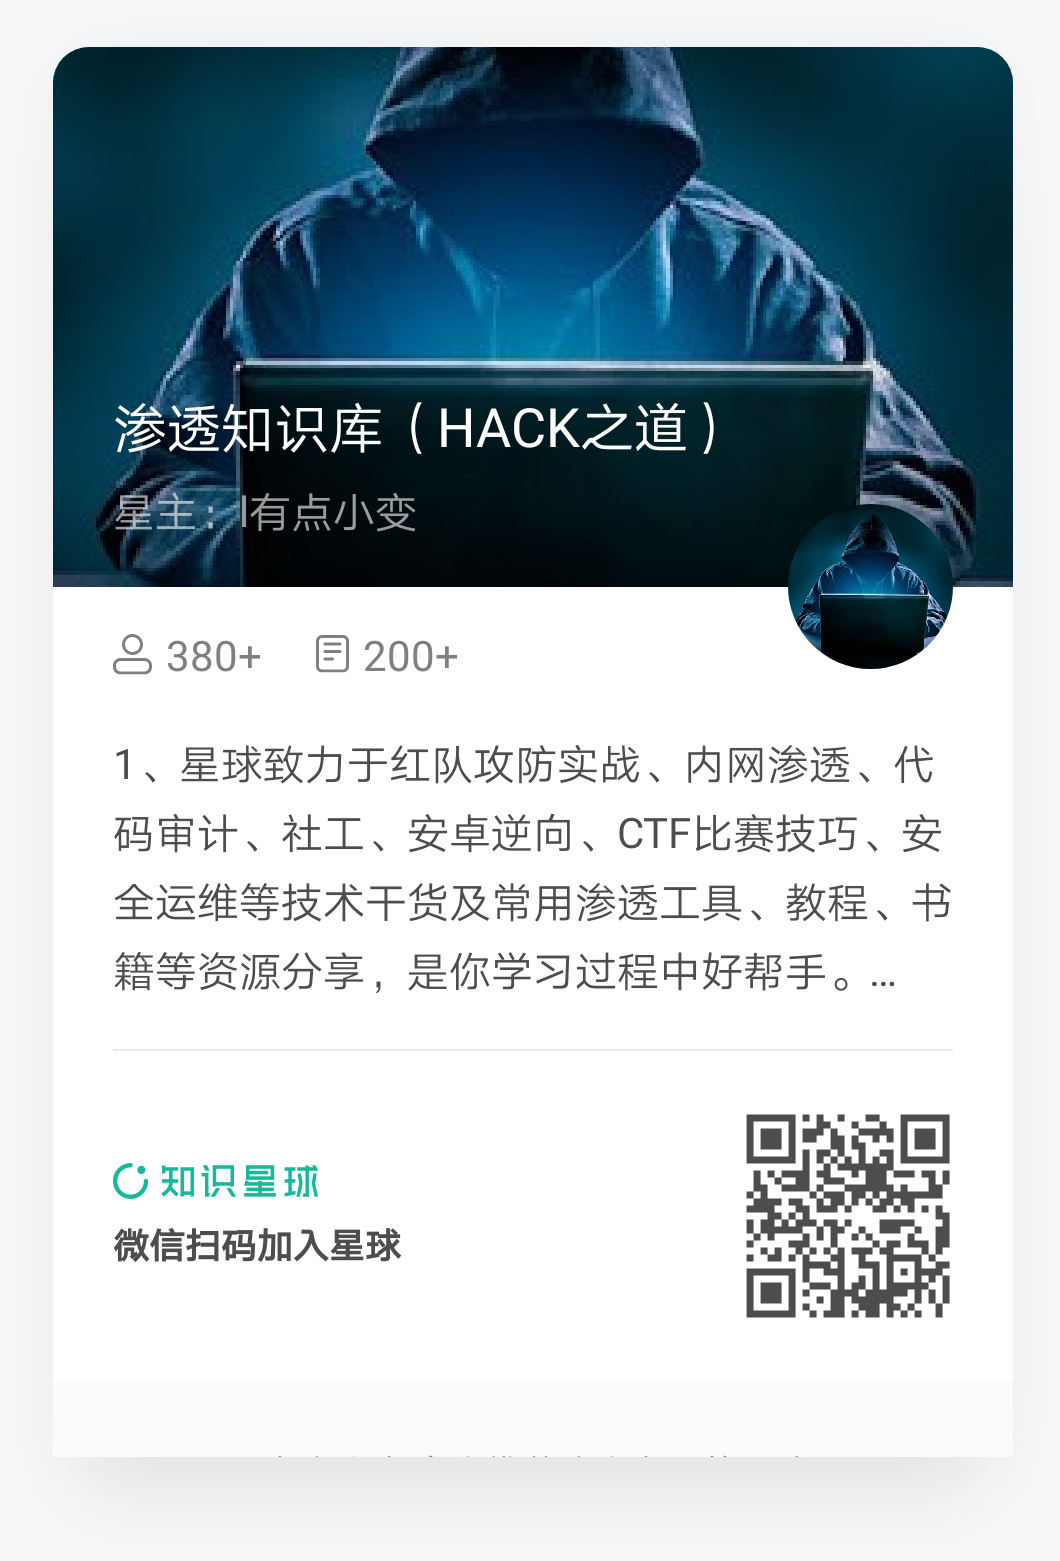 渗透知识库（HACK之道）
星主：l有点小变
380+ 200+
1、星球致力于红队攻防实战、内网渗透、代
码审计、社工、安卓逆向、CTF比赛技巧、安
全运维等技术干货及常用渗透工具、教程、书
籍等资源分享，是你学习过程中好帮手。...
知识星球
微信扫码加入星球